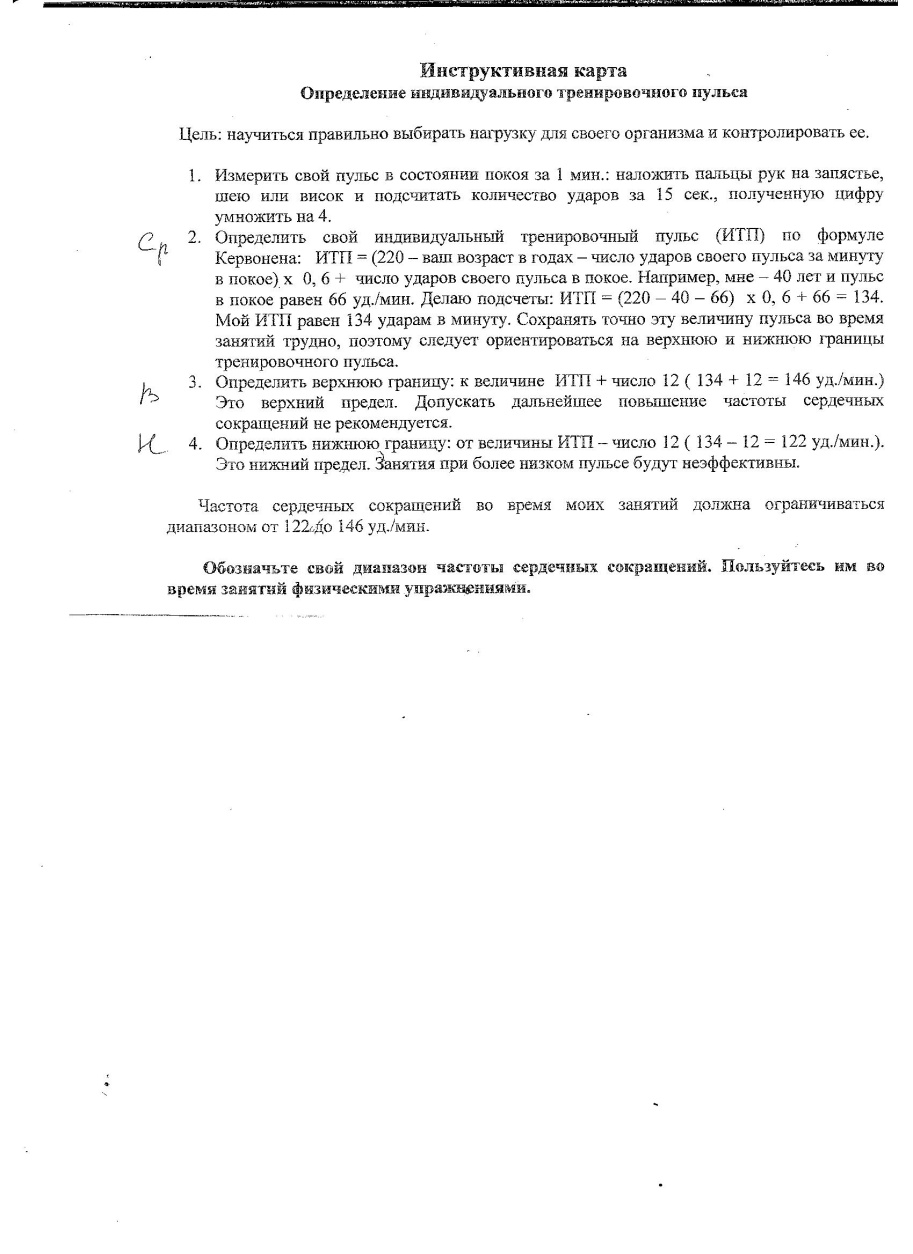 Инструктивная карта
Определение индивидуального тренировочного пульса
Цель: научиться правильно выбирать нагрузку для своего организма и контролировать ее.
1. Измерить свой пульс в состоянии покоя за 1 мин.: наложить пальцы рук на запястье,
шею или висок и подсчитать количество ударов за 15 сек., полученную цифру
умножить на 4.
Ср 2. Определить свой индивидуальный тренировочный пульс (ИТП) по формуле
Кервонена: ИТП = (220 – ваш возраст в годах – число ударов своего пульса за минуту
в покое) х 0, 6 + число ударов своего пульса в покое. Например, мне – 40 лет и пульс
в покое равен 66 уд./мин. Делаю подсчеты: ИТП = (220 – 40 – 66) х 0, 6 + 66 = 134.
Мой ИТП равен 134 ударам в минуту. Сохранять точно эту величину пульса во время
занятий трудно, поэтому следует ориентироваться на верхнюю и нижнюю границы
тренировочного пульса.
3. Определить верхнюю границу: к величине ИТП + число 12 ( 134 + 12 = 146 уд./мин.)
Это верхний предел. Допускать дальнейшее повышение частоты сердечных
сокращений не рекомендуется.
4. Определить нижнюю границу: от величины ИТП – число 12 ( 134 – 12 = 122 уд./мин.).
Это нижний предел. Занятия при более низком пульсе будут неэффективны.
Частота сердечных сокращений во время моих занятий должна ограничиваться
диапазоном от 122 до 146 уд./мин.
Обозначьте свой диапазон частоты сердечных сокращений. Пользуйтесь им во
время занятий физическими упражнениями.